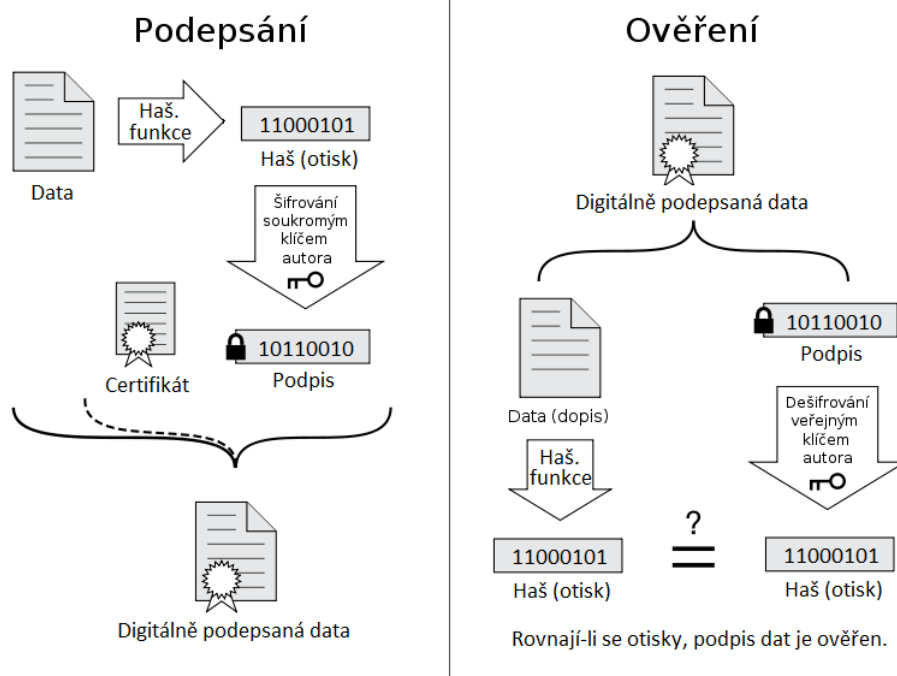 Podepsání
Data
Haš.
funkce
11000101
Haš (otisk)
Šifrování
soukromým
klíčem
autora
Certifikát
10110010
Podpis
Digitálně podepsaná data
Ověření
Digitálně podepsaná data
Data (dopis)
Haš.
funkce
11000101
Haš (otisk)
10110010
Podpis
Dešifrování
veřejným
klíčem
autora
?
=
11000101
Haš (otisk)
Rovnají-li se otisky, podpis dat je ověřen.